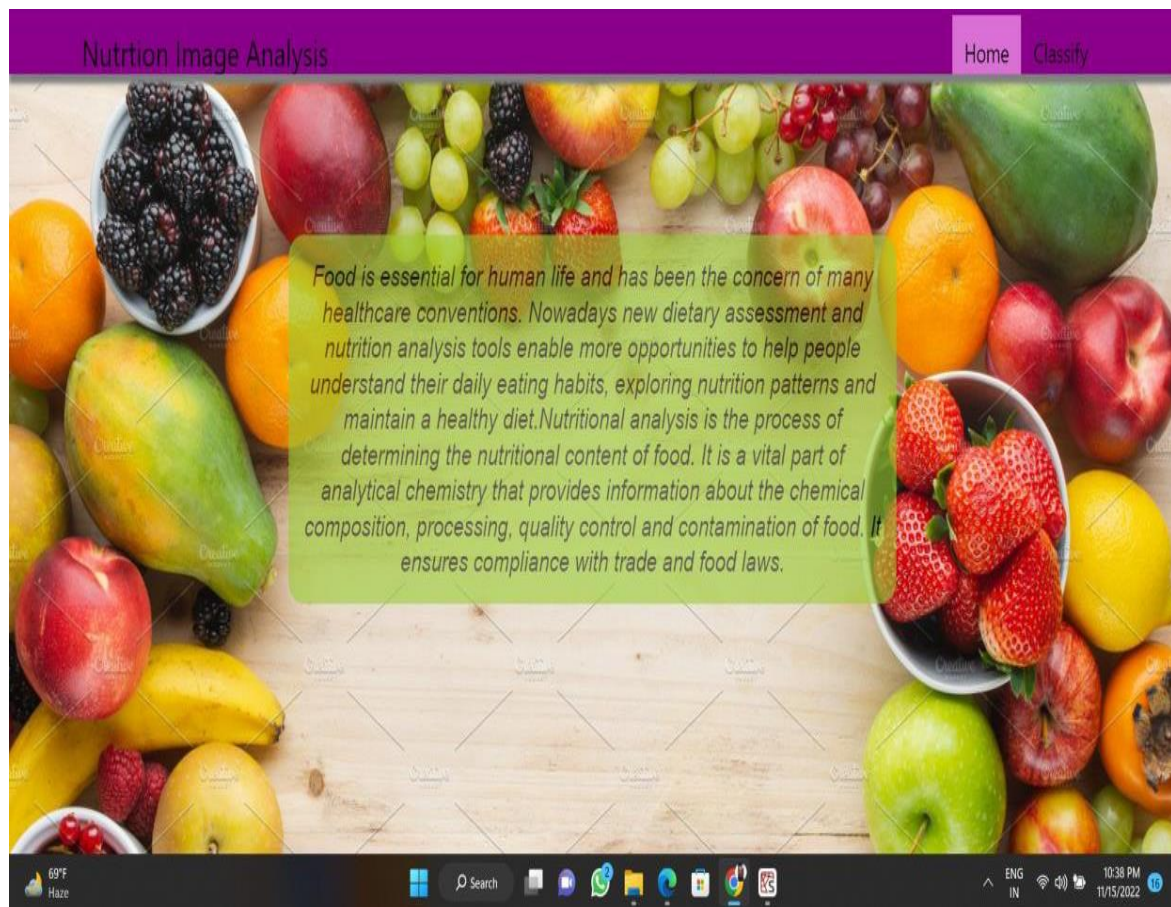 Nutrtion Image Analysis
Home Classify
Food is essential for human life and has been the concern of many
healthcare conventions. Nowadays new dietary assessment and
nutrition analysis tools enable more opportunities to help people
understand their daily eating habits, exploring nutrition patterns and
maintain a healthy diet.Nutritional analysis is the process of
determining the nutritional content of food. It is a vital part of
analytical chemistry that provides information about the chemical
composition, processing, quality control and contamination of food. It
ensures compliance with trade and food laws.
69°F
Haze
Search
2
ENG
IN
10:38 PM
11/15/2022
16